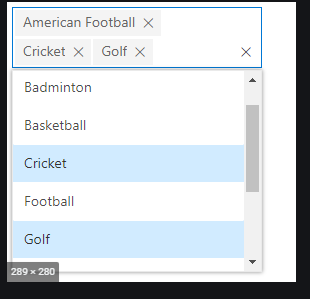 American Football
Cricket Golf
Badminton
Basketball
Cricket
Football
Golf
289 × 280